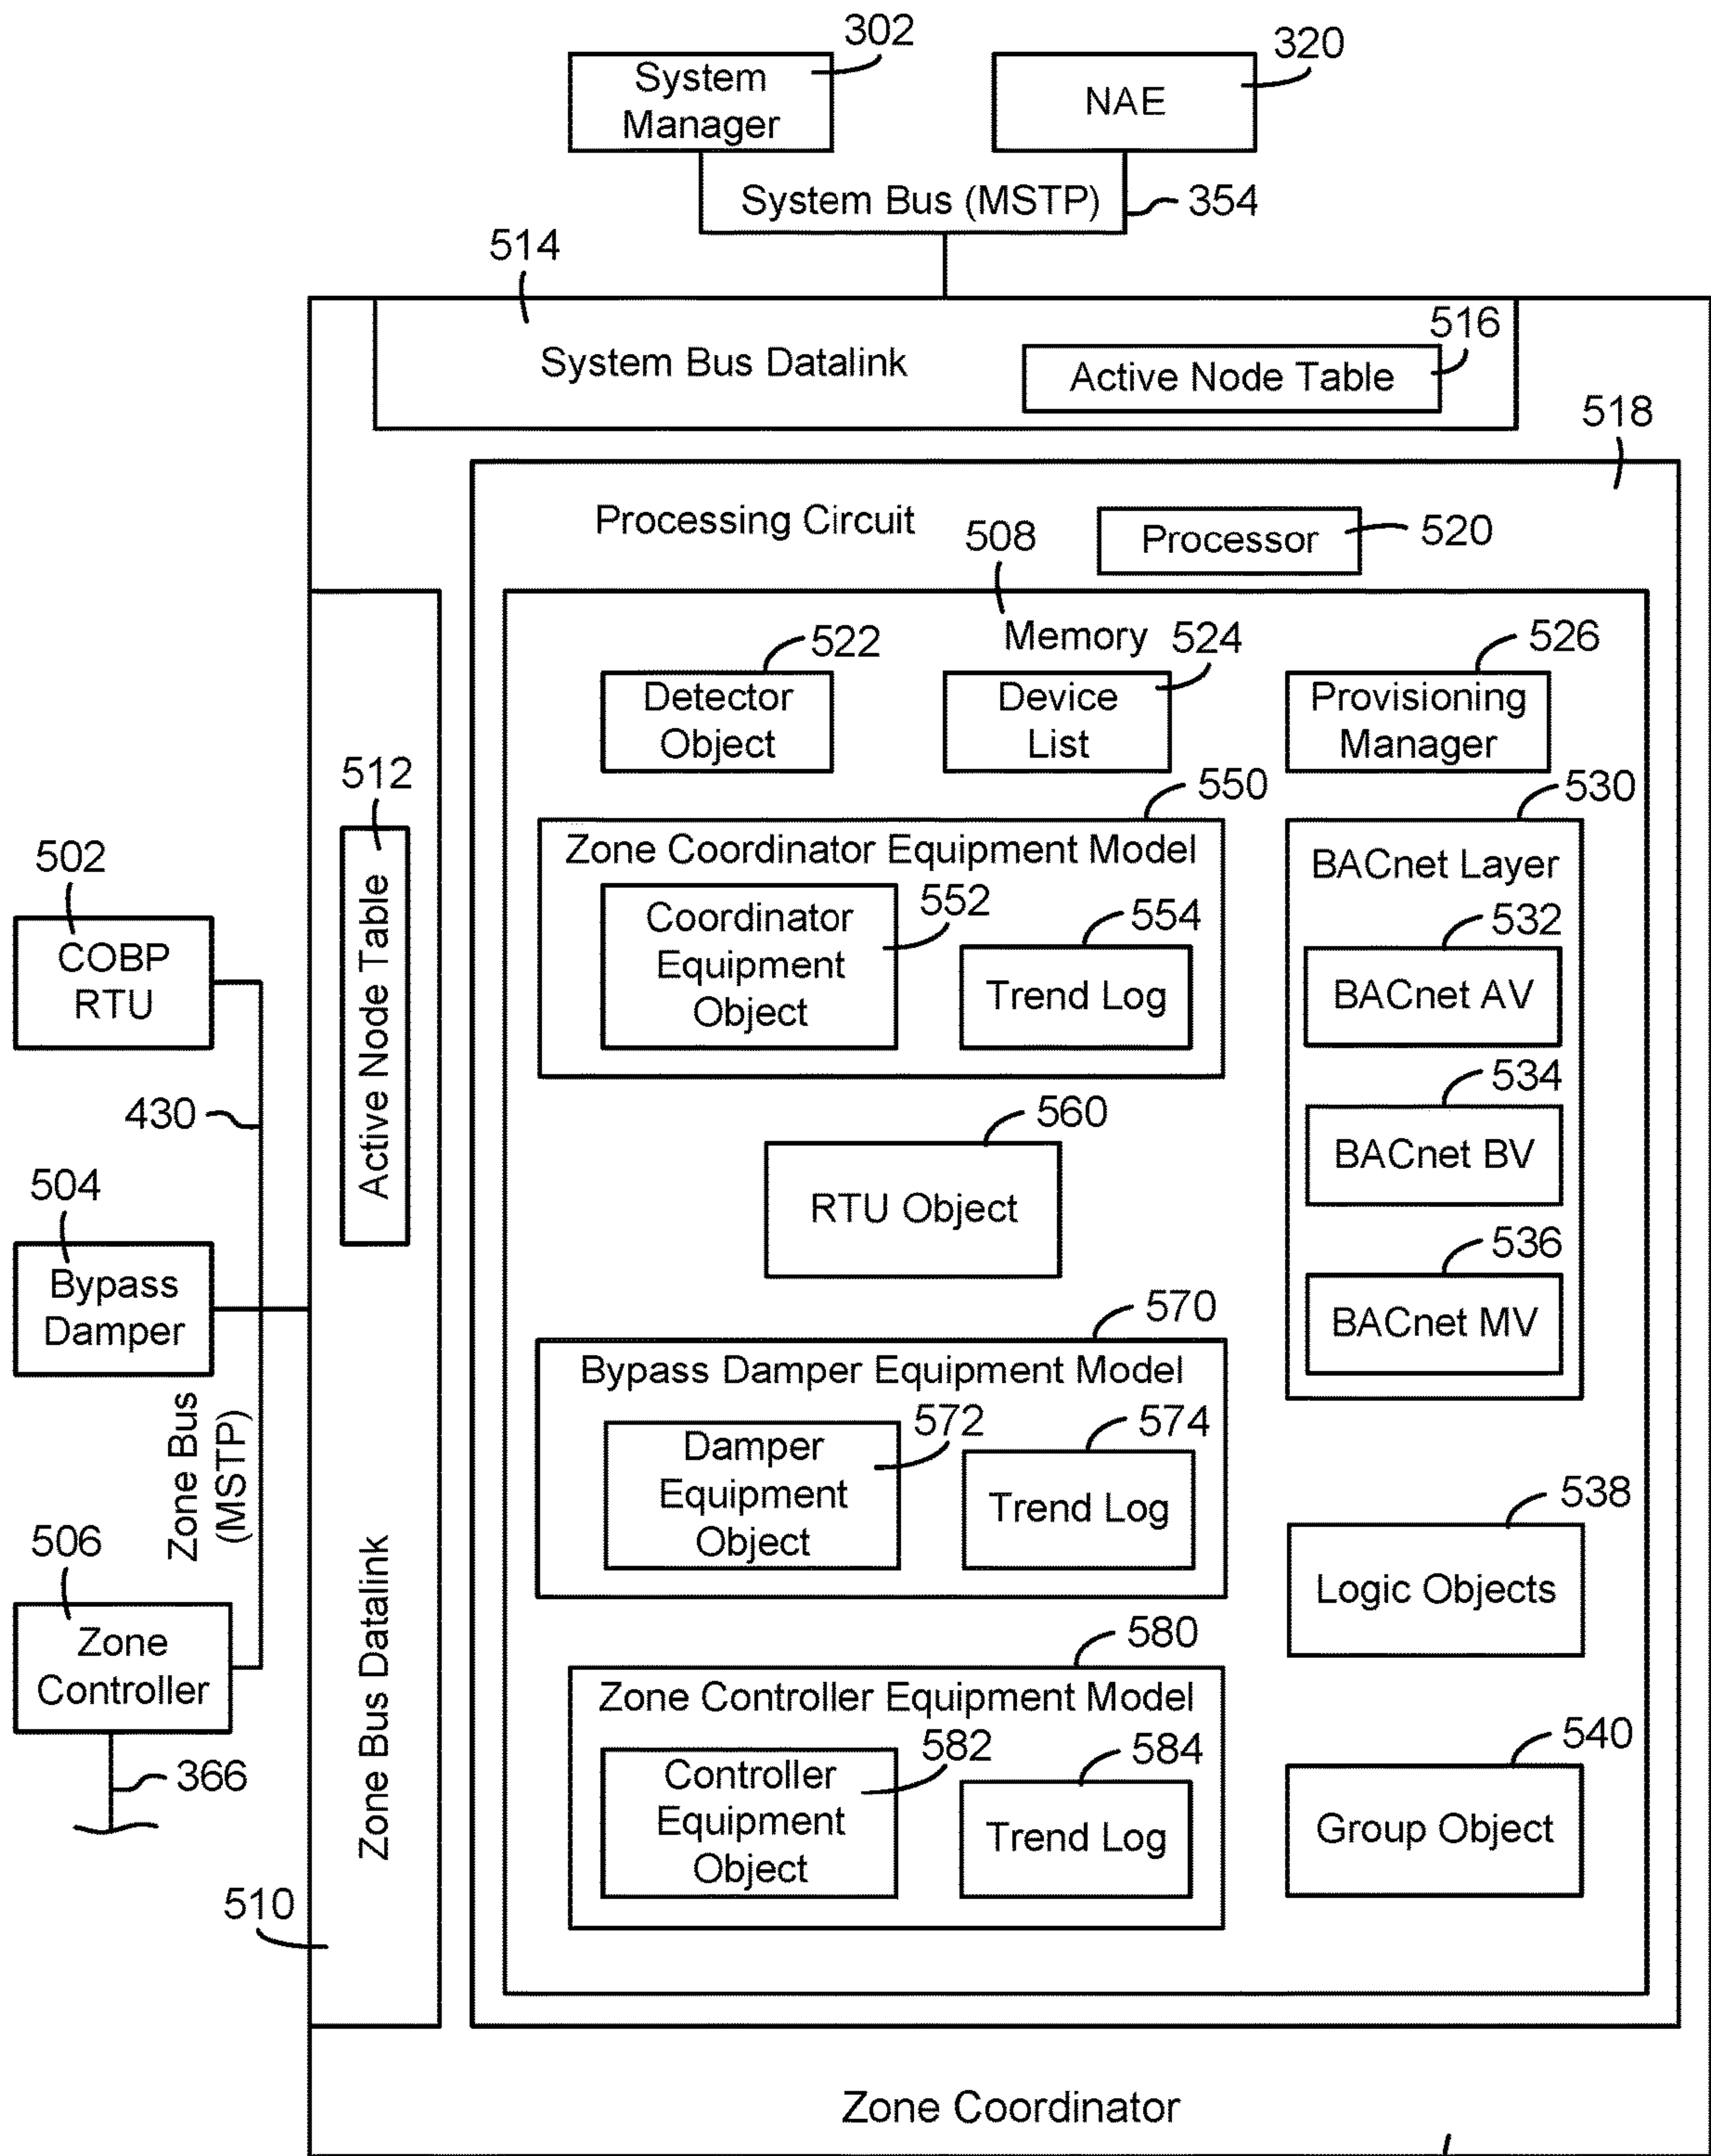 302
320
System
Manager
NAE
System Bus (MSTP)
354
514
516
System Bus Datalink
Active Node Table
518
Processing Circuit
508
Processor
520
Memory
522
524
526
Detector
Object
Device
List
Provisioning
Manager
512
550
530
Zone Coordinator Equipment Model
BACnet Layer
502
COBP
RTU
Active Node Table
Coordinator
Equipment
Object
552
554
Trend Log
532
BACnet AV
430
560
534
BACnet BV
RTU Object
504
Bypass
Damper
536
BACnet MV
570
Bypass Damper Equipment Model
Damper
Equipment
Object
572
574
Trend Log
Zone Bus
(MSTP)
538
Logic Objects
506
Zone
Controller
Zone Bus Datalink
580
Zone Controller Equipment Model
366
Controller
Equipment
Object
582
584
Trend Log
540
Group Object
510
Zone Coordinator